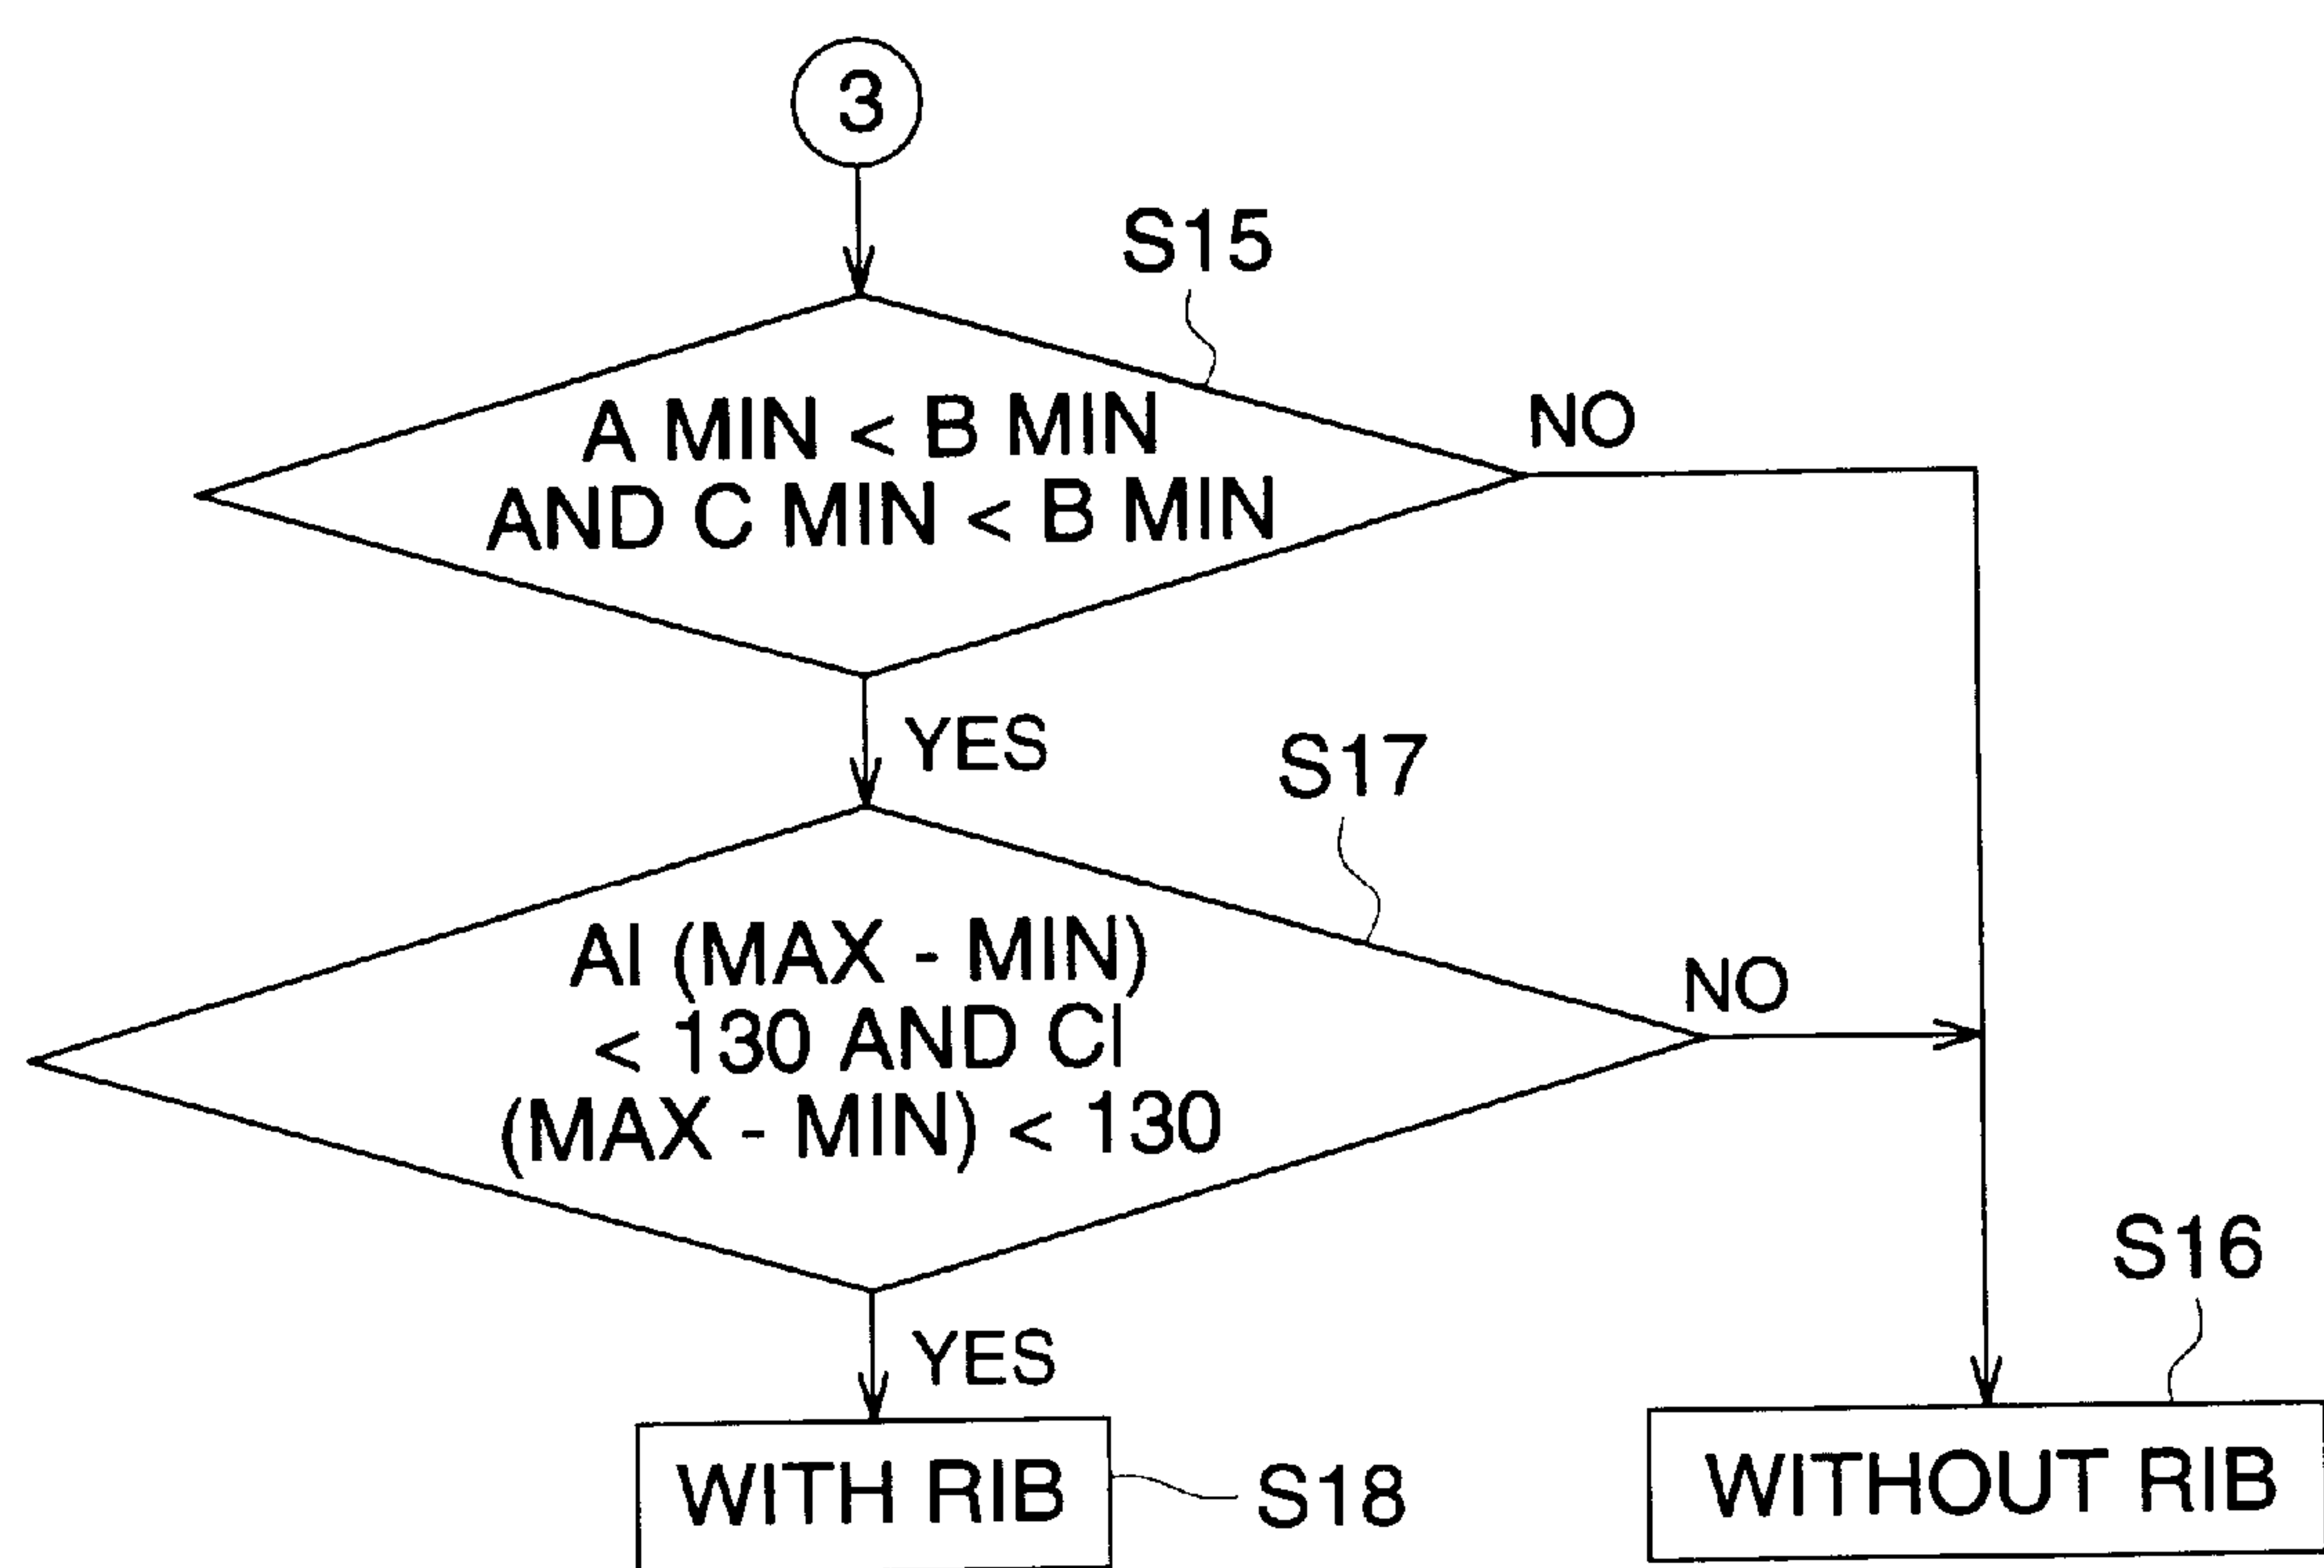 3
S15
A MIN < B MIN
AND C MIN < B MIN
NO
YES
S17
AI (MAX - MIN)
< 130 AND CI
(MAX - MIN) < 130
NO
YES
S16
WITH RIB
S18
WITHOUT RIB